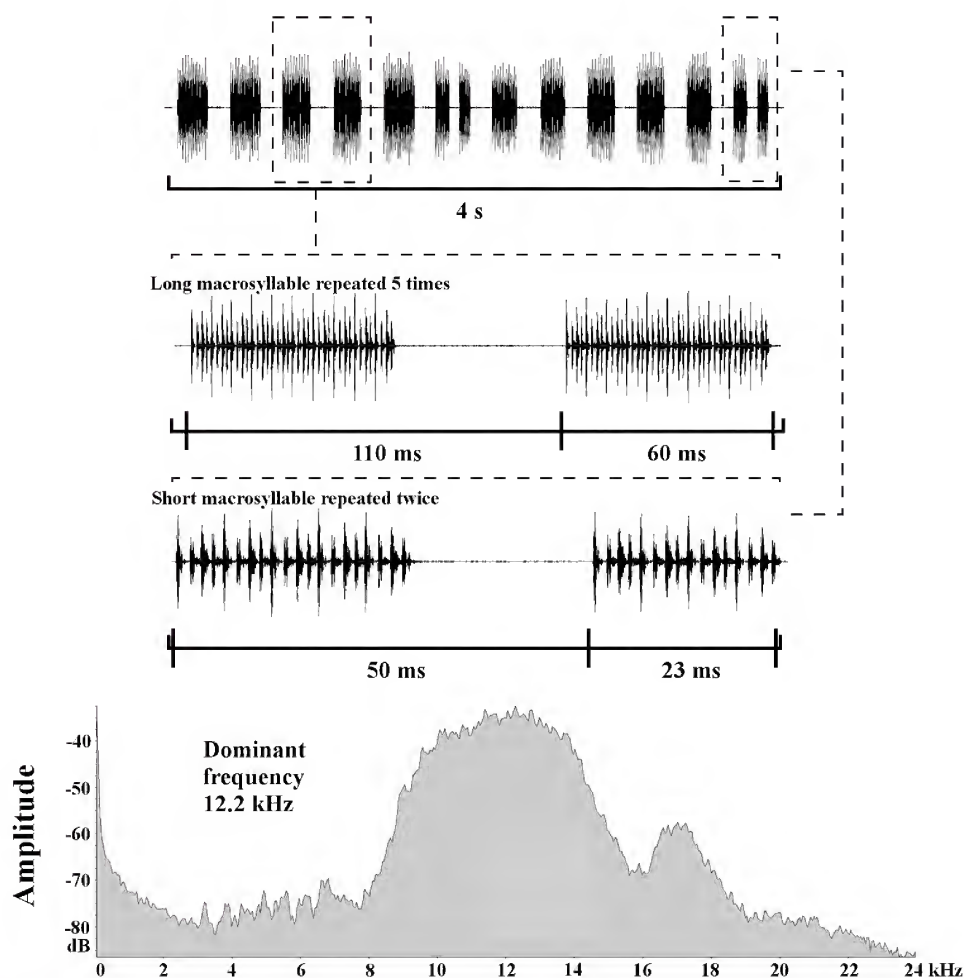 4 s
Long macrosyllable repeated 5 times
110 ms
60 ms
Short macrosyllable repeated twice
50 ms
23 ms
Dominant
frequency
12.2 kHz
Amplitude
-40
-50
-60
-70
-80
dB
0 2 4 6 8 10 12 14 16 18 20 22 24 kHz